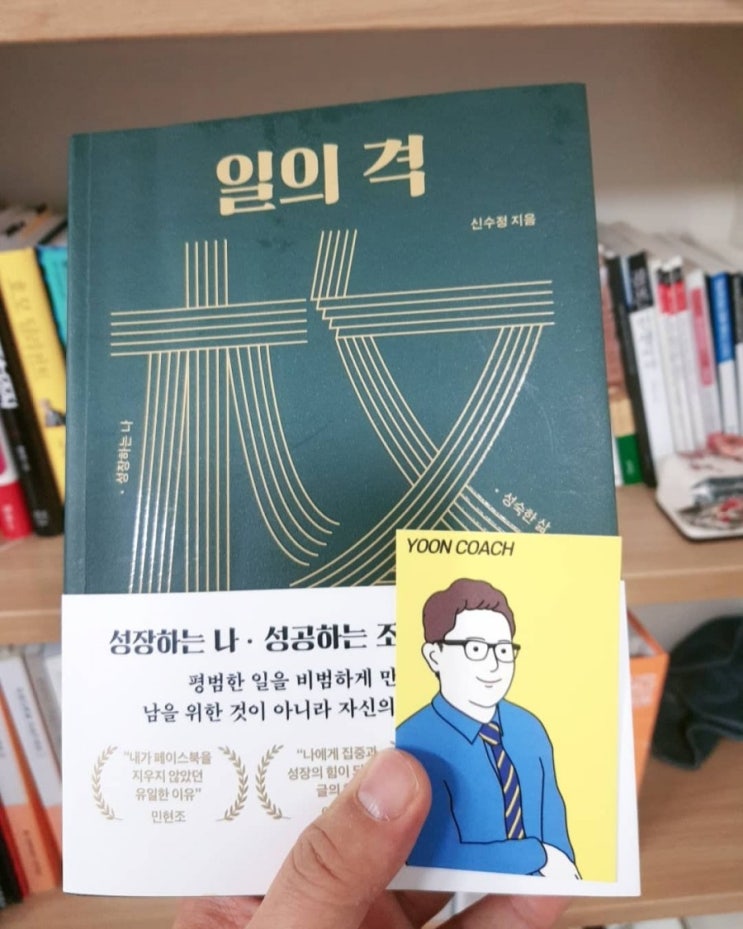 일의 격
신수정 지음
· 성장하는 나
· 성숙한 삶
YOON COACH
성장하는 나 · 성공하는
평범한 일을 비범하게
남을 위한 것이 아니라 자신의
"내가 페이스북을
지우지 않았던
유일한 이유"
민현조
"나에게 집중과
성장의 힘이
글의